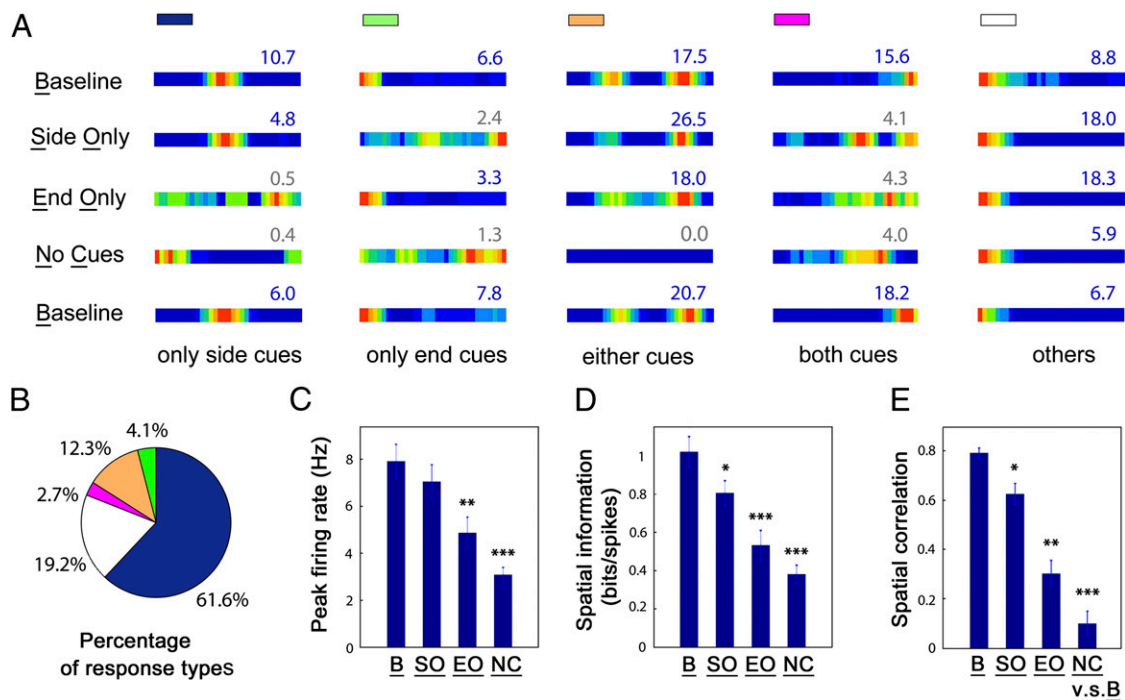 A
10.7 6.6 17.5 15.6 8.8
Baseline
4.8 2.4 26.5 4.1 18.0
Side Only
0.5 3.3 18.0 4.3 18.3
End Only
0.4 1.3 0.0 4.0 5.9
No Cues
6.0 7.8 20.7 18.2 6.7
Baseline
only side cues only end cues either cues both cues others
B
4.1%
12.3%
2.7%
19.2%
61.6%
Percentage
of response types
C
Peak firing rate (Hz)
8
6
4
2
0
** ***
B SO EO NC
D
Spatial information
(bits/spikes)
1
0.8
0.6
0.4
0.2
0
* *** ***
B SO EO NC
E
Spatial correlation
0.8
0.6
0.4
0.2
0
* ** ***
B SO EO NC
v.s.B